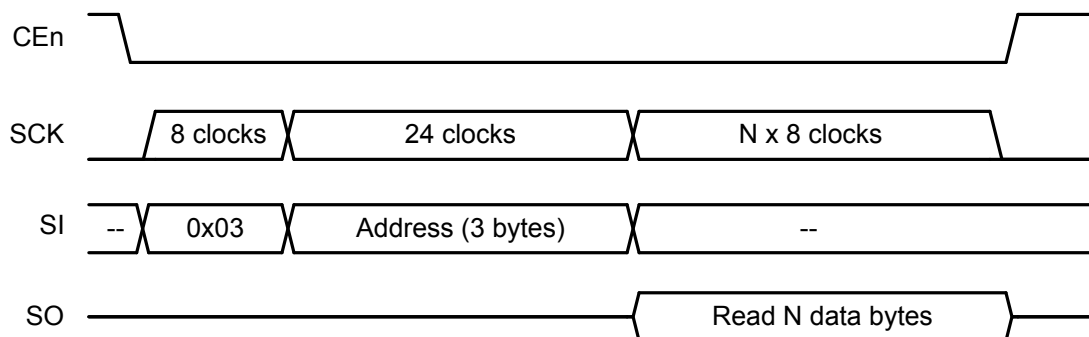 CEn
SCK 8 clocks 24 clocks N x 8 clocks
SI -- 0x03 Address (3 bytes) --
SO Read N data bytes